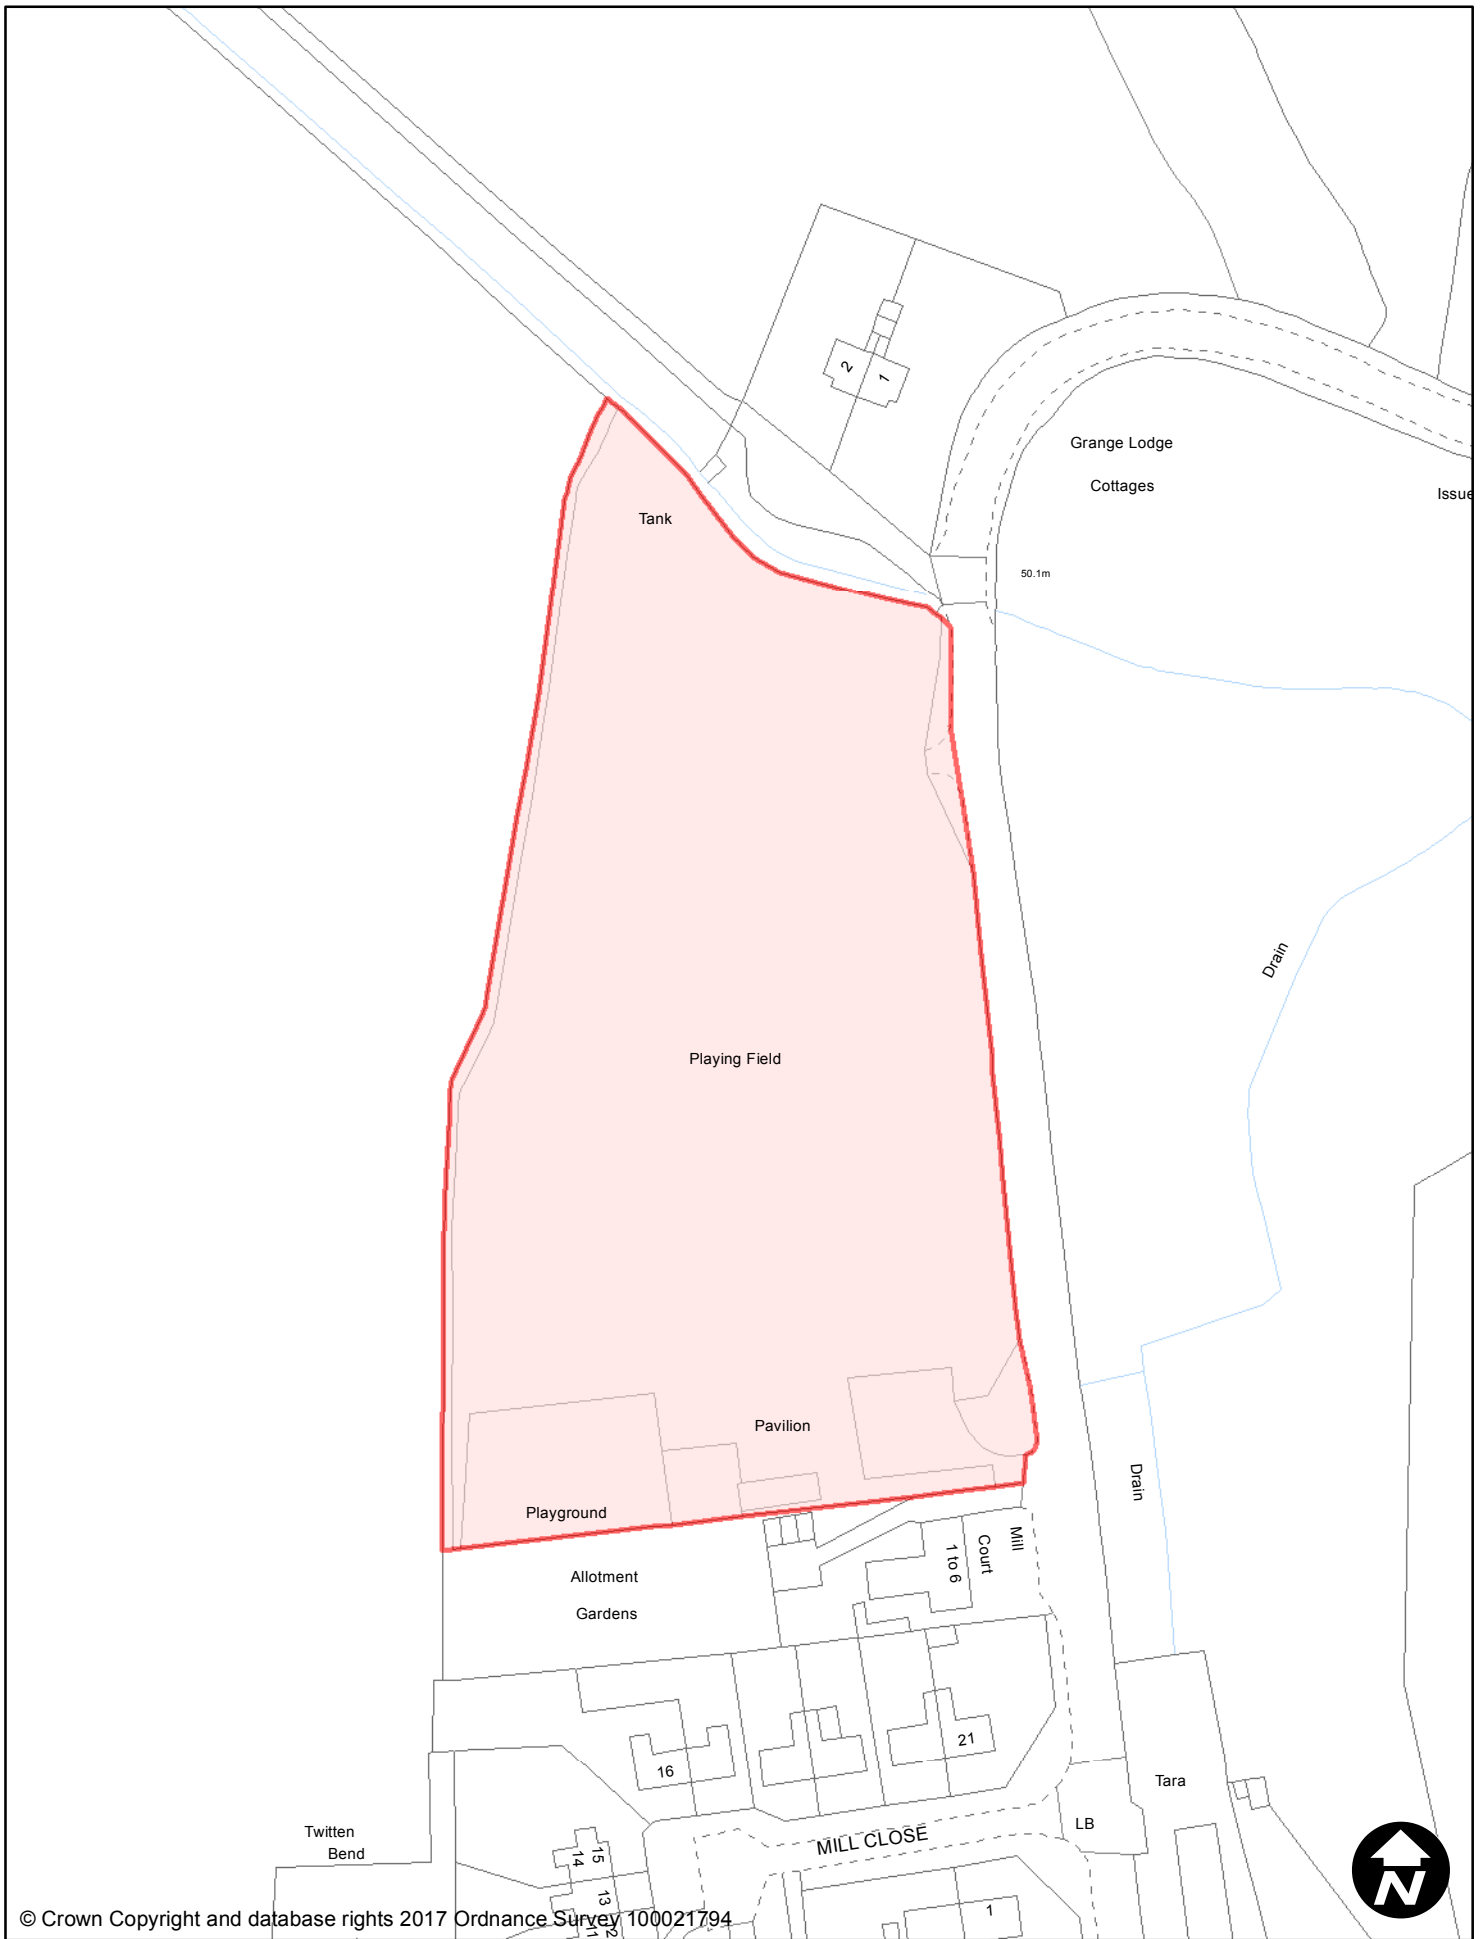 2
1
Grange Lodge
Cottages
Issue
Tank
50.1m
Drain
Playing Field
Pavilion
Drain
Playground
Mill
Court
1 to 6
Allotment
Gardens
21
16
Tara
LB
MILL CLOSE
Twitten
Bend
15
14
13
11
1
© Crown Copyright and database rights 2017 Ordnance Survey 100021794
N